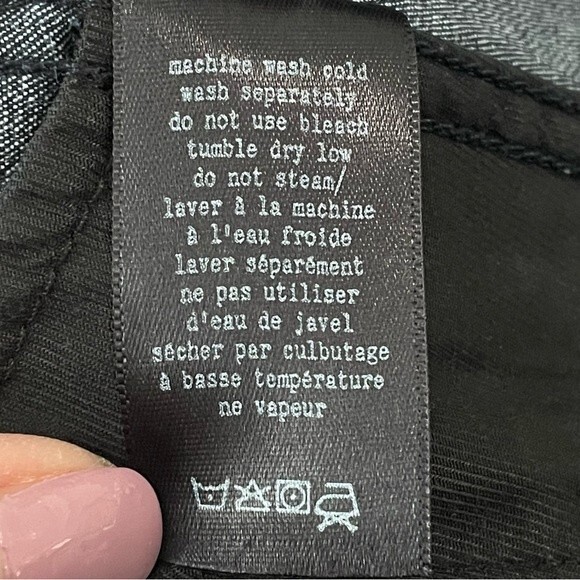 machine wash cold
wash separately
do not use bleach
tumble dry low
do not steam/
laver à la machine
à l'eau froide
laver séparément
ne pas utiliser
d'eau de javel
sécher par culbutage
à basse température
ne vapeur